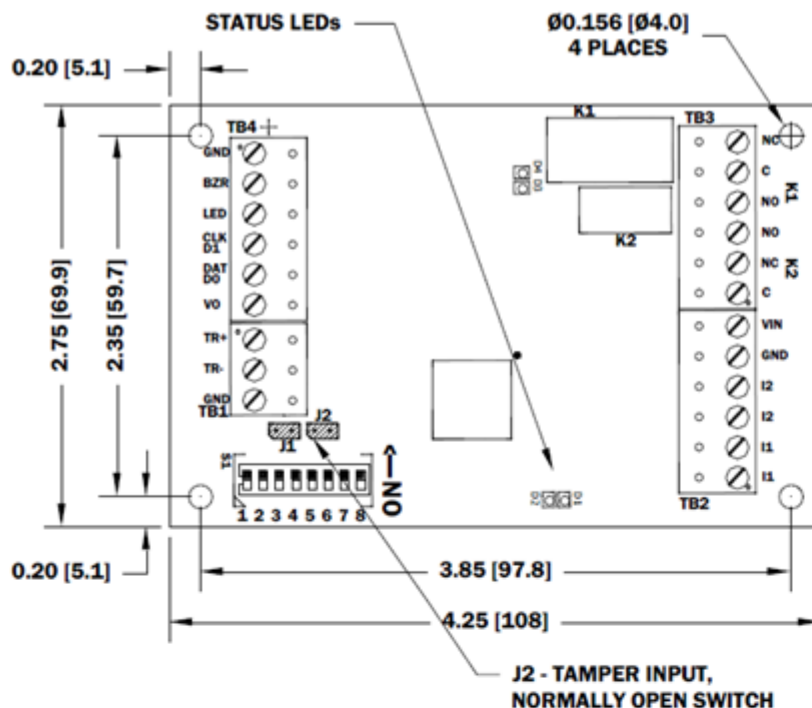 STATUS LEDs
Ø0.156 [Ø4.0]
4 PLACES
0.20 [5.1]
K1
TB3
TB4
GND
BZR
LED
CLK
D1
DAT
D0
VO
TR+
TR-
GND
TB1
D4
D3
K2
NC
C
NO
K1
NO
NC
K2
C
VIN
GND
I2
I2
I1
I1
TB2
2.75 [69.9]
2.35 [59.7]
J1
J2
S1
ON
1 2 3 4 5 6 7 8
D2
D1
0.20 [5.1]
3.85 [97.8]
4.25 [108]
J2 - TAMPER INPUT,
NORMALLY OPEN SWITCH